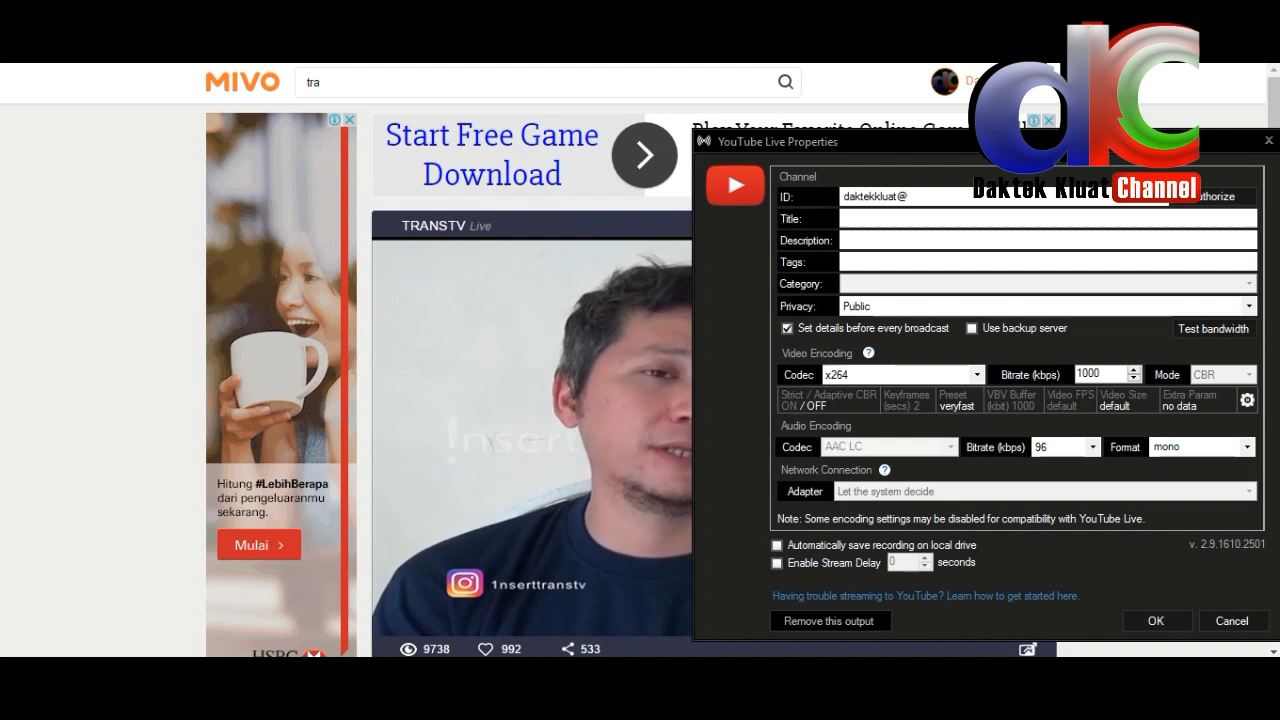 MIVO
tra
Da
Start Free Game
Download
TRANSTV Live
!nsert
1nserttranstv
9738
992
533
Hitung #LebihBerapa
dari pengeluaranmu
sekarang.
Mulai >
HSBC
dc
Daktek Kluat Channel
YouTube Live Properties
Channel
ID: daktekkluat@
Title:
Description:
Tags:
Category:
Privacy: Public
Set details before every broadcast
Use backup server
Test bandwidth
Video Encoding ?
Codec x264 Bitrate (kbps) 1000 Mode CBR
Strict / Adaptive CBR Keyframes Preset VBV Buffer Video FPS Video Size Extra Param
ON / OFF (secs) 2 veryfast (kbit) 1000 default default no data
Audio Encoding
Codec AAC LC Bitrate (kbps) 96 Format mono
Network Connection ?
Adapter Let the system decide
Note: Some encoding settings may be disabled for compatibility with YouTube Live.
Automatically save recording on local drive
v. 2.9.1610.2501
Enable Stream Delay 0 seconds
Having trouble streaming to YouTube? Learn how to get started here.
Remove this output
OK
Cancel